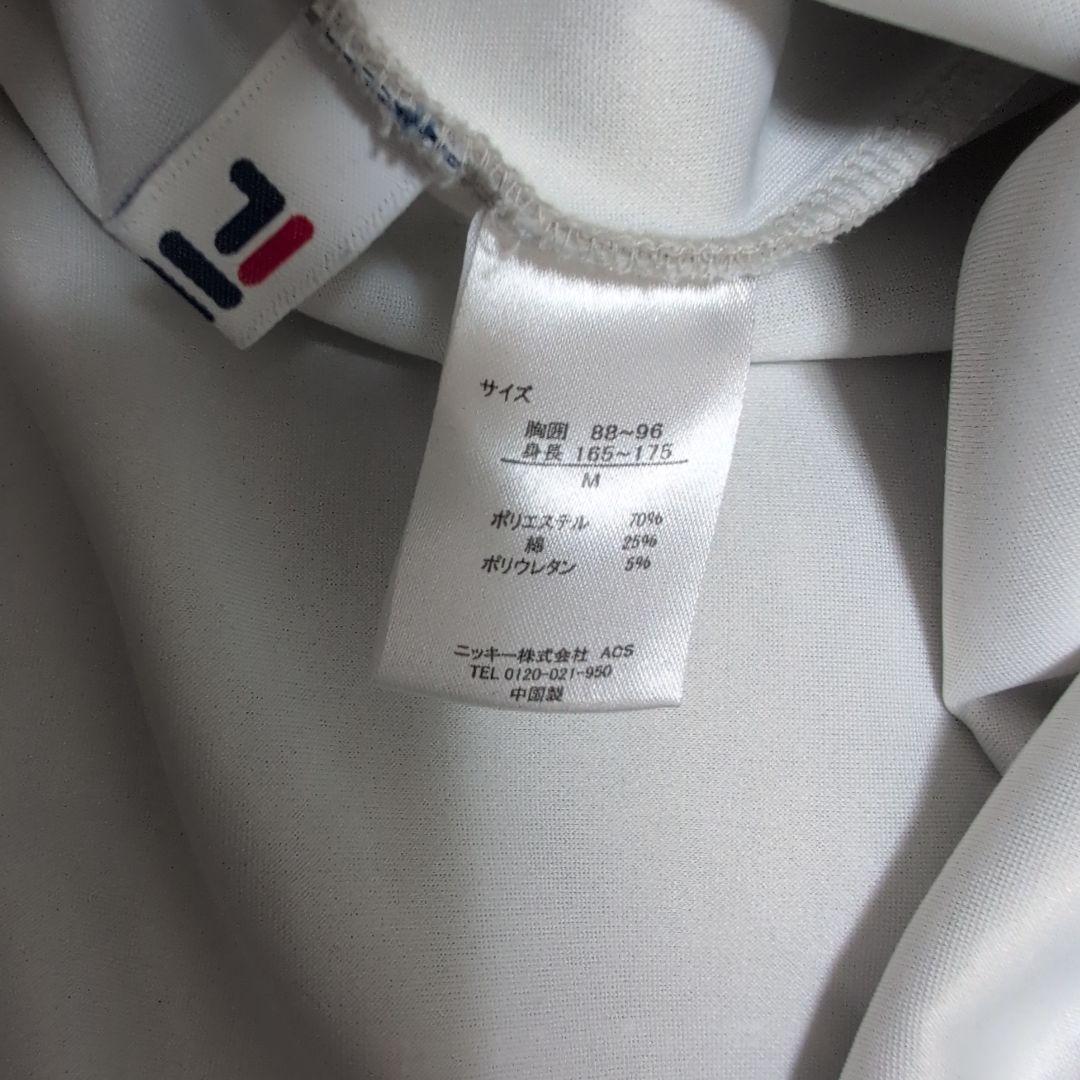 サイズ
胸囲 88~96
身長 165~175
M
ポリエステル 70%
綿 25%
ポリウレタン 5%
ニッキー株式会社 ACS
TEL 0120-021-950
中国製